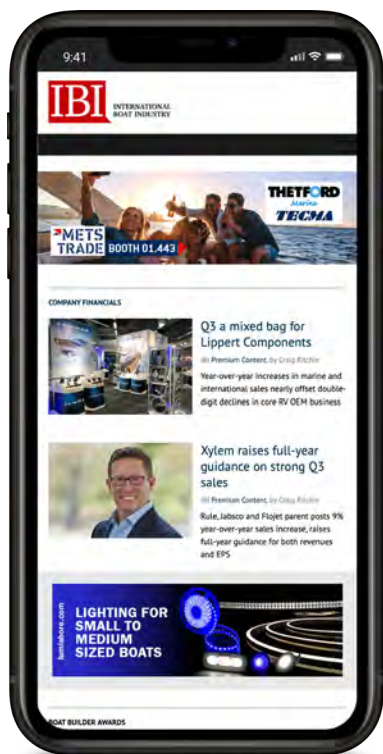 9:41
IBI INTERNATIONAL
BOAT INDUSTRY
THETFORD
Marine
TECMA
METS
TRADE BOOTH 01.443
COMPANY FINANCIALS
Q3 a mixed bag for
Lippert Components
IBI Premium Content, by Craig Ritchie
Year-over-year increases in marine and
international sales nearly offset double-
digit declines in core RV OEM business
Xylem raises full-year
guidance on strong Q3
sales
IBI Premium Content, by Craig Ritchie
Rule, Jabsco and Flojet parent posts 9%
year-over-year sales increase, raises
full-year guidance for both revenues
and EPS
lumishore.com
LIGHTING FOR
SMALL TO
MEDIUM
SIZED BOATS
BOAT BUILDER AWARDS